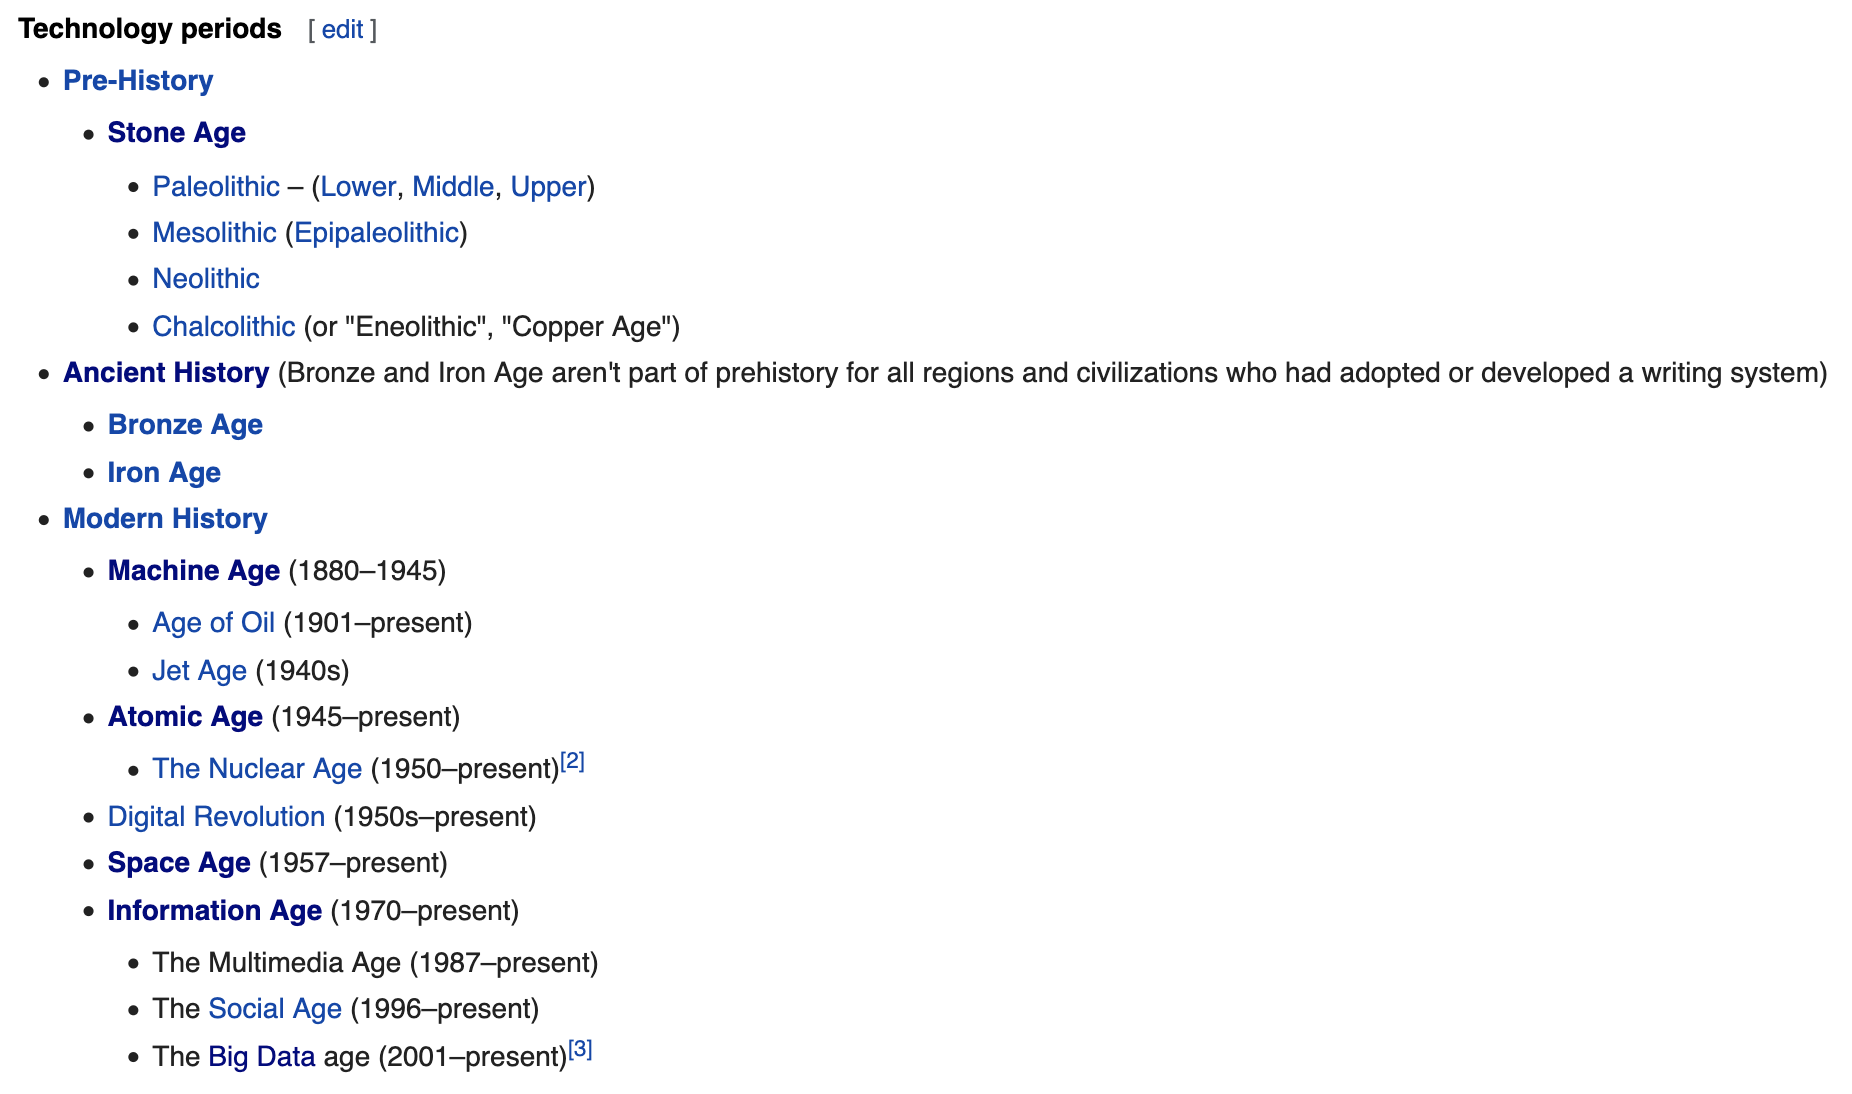 Technology periods [ edit ]
• Pre-History
• Stone Age
• Paleolithic – (Lower, Middle, Upper)
• Mesolithic (Epipaleolithic)
• Neolithic
• Chalcolithic (or "Eneolithic", "Copper Age")
• Ancient History (Bronze and Iron Age aren't part of prehistory for all regions and civilizations who had adopted or developed a writing system)
• Bronze Age
• Iron Age
• Modern History
• Machine Age (1880–1945)
• Age of Oil (1901–present)
• Jet Age (1940s)
• Atomic Age (1945–present)
• The Nuclear Age (1950–present)[2]
• Digital Revolution (1950s–present)
• Space Age (1957–present)
• Information Age (1970–present)
• The Multimedia Age (1987–present)
• The Social Age (1996–present)
• The Big Data age (2001–present)[3]